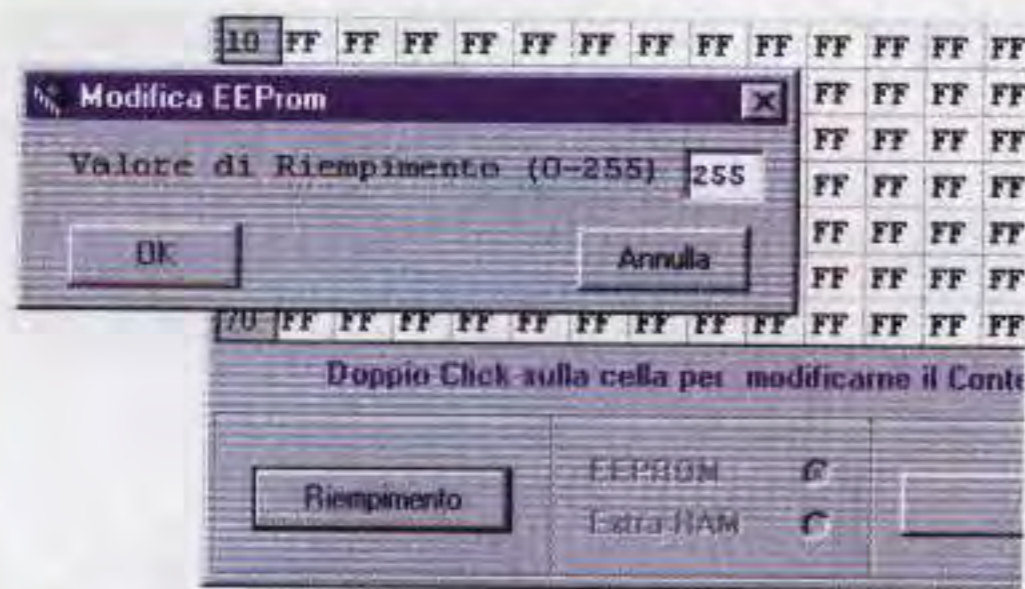 10 FF FF FF FF FF FF FF FF FF FF FF FF FF
Modifica EEProm
FF FF FF FF
Valore di Riempimento (0-255) 255
FF FF FF FF
FF FF FF FF
OK Annulla
FF FF FF FF
FF FF FF FF
70 FF FF FF FF FF FF FF FF FF FF FF FF FF
Doppio Click sulla cella per modificarne il Conte
Riempimento
EEPROM
Extra RAM